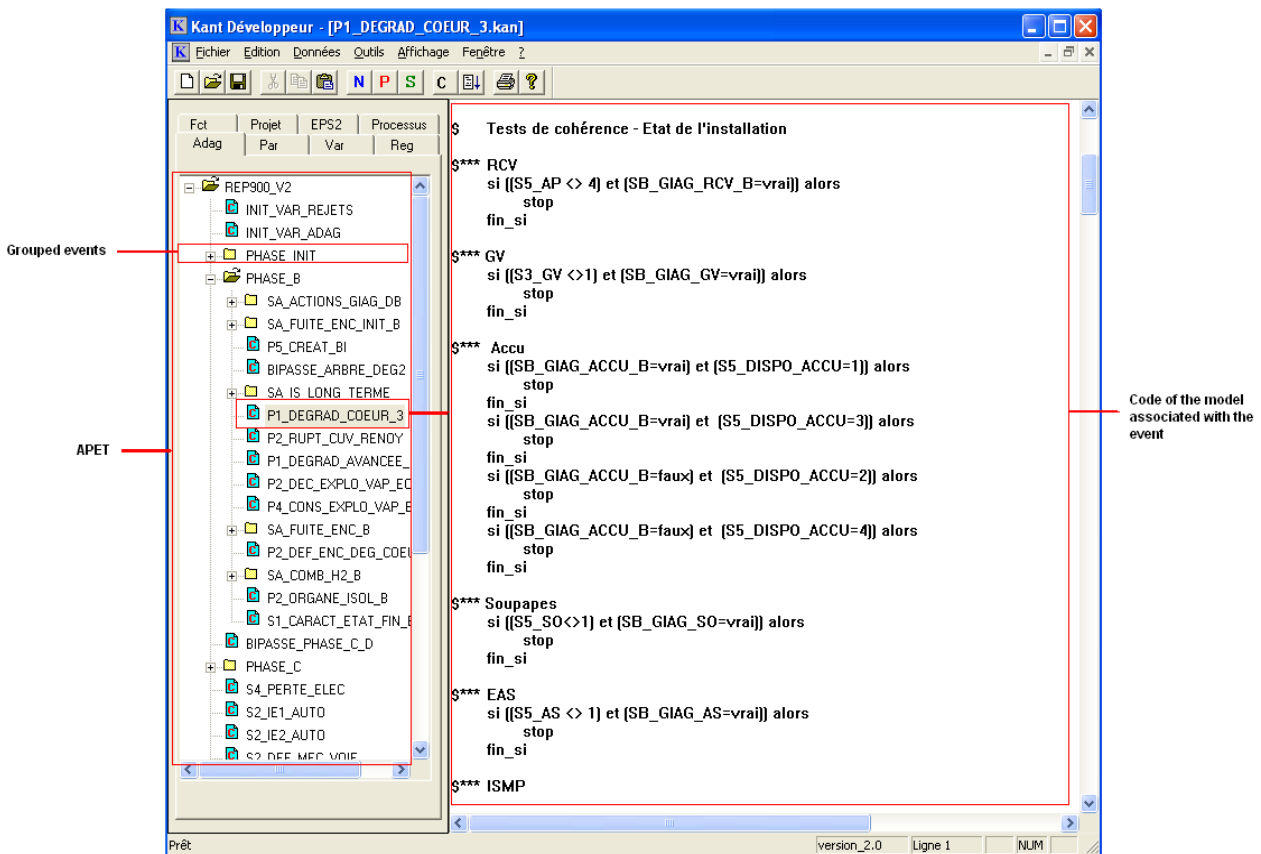 Kant Développeur - [P1_DEGRAD_COEUR_3.kan]
Fichier Edition Données Outils Affichage Fenêtre ?
N P S C
Fct Projet EPS2 Processus
Adag Par Var Reg
REP900_V2
INIT_VAR_REJETS
INIT_VAR_ADAG
PHASE_INIT
PHASE_B
SA_ACTIONS_GIAG_DB
SA_FUITE_ENC_INIT_B
P5_CREAT_BI
BIPASSE_ARBRE_DEG2
SA_IS_LONG_TERME
P1_DEGRAD_COEUR_3
P2_RUPT_CUV_RENOY
P1_DEGRAD_AVANCEE_
P2_DEC_EXPLO_VAP_EC
P4_CONS_EXPLO_VAP_E
SA_FUITE_ENC_B
P2_DEF_ENC_DEG_COEU
SA_COMB_H2_B
P2_ORGANE_ISOL_B
S1_CARACT_ETAT_FIN_B
BIPASSE_PHASE_C_D
PHASE_C
S4_PERTE_ELEC
S2_IE1_AUTO
S2_IE2_AUTO
S2_DEF_MEC_VOIE
Grouped events
APET
$ Tests de cohérence - Etat de l'installation
$*** RCV
si ((S5_AP <> 4) et (SB_GIAG_RCV_B=vrai)) alors
stop
fin_si
$*** GV
si ((S3_GV <>1) et (SB_GIAG_GV=vrai)) alors
stop
fin_si
$*** Accu
si ((SB_GIAG_ACCU_B=vrai) et (S5_DISPO_ACCU=1)) alors
stop
fin_si
si ((SB_GIAG_ACCU_B=vrai) et (S5_DISPO_ACCU=3)) alors
stop
fin_si
si ((SB_GIAG_ACCU_B=faux) et (S5_DISPO_ACCU=2)) alors
stop
fin_si
si ((SB_GIAG_ACCU_B=faux) et (S5_DISPO_ACCU=4)) alors
stop
fin_si
$*** Soupapes
si ((S5_SO<>1) et (SB_GIAG_SO=vrai)) alors
stop
fin_si
$*** EAS
si ((S5_AS <> 1) et (SB_GIAG_AS=vrai)) alors
stop
fin_si
$*** ISMP
Code of the model
associated with the
event
Prêt version_2.0 Ligne 1 NUM